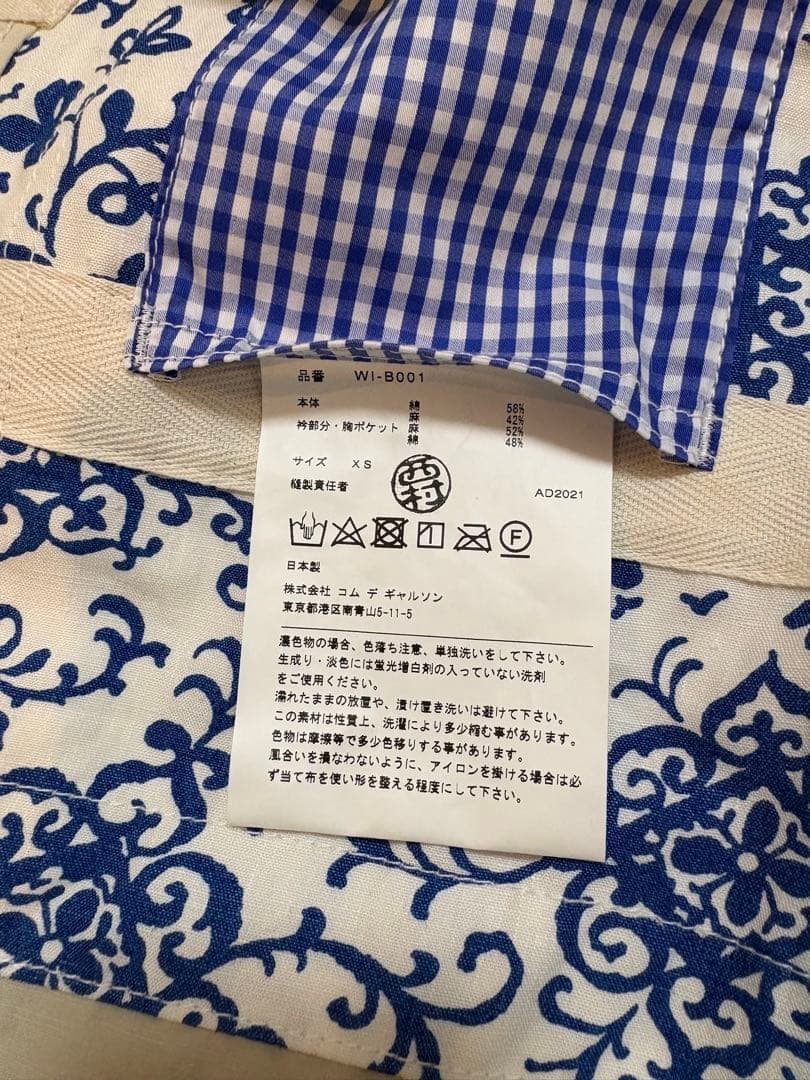 品番 WI-B001
本体 綿 58%
麻 42%
衿部分・胸ポケット 麻 52%
綿 48%
サイズ XS
縫製責任者 西村 AD2021
1 F
日本製
株式会社 コム デ ギャルソン
東京都港区南青山5-11-5
濃色物の場合、色落ち注意、単独洗いをして下さい。
生成り・淡色には蛍光増白剤の入っていない洗剤
をご使用ください。
濡れたままの放置や、漬け置き洗いは避けて下さい。
この素材は性質上、洗濯により多少縮む事があります。
色物は摩擦等で多少色移りする事があります。
風合いを損なわないように、アイロンを掛ける場合は必
ず当て布を使い形を整える程度にして下さい。